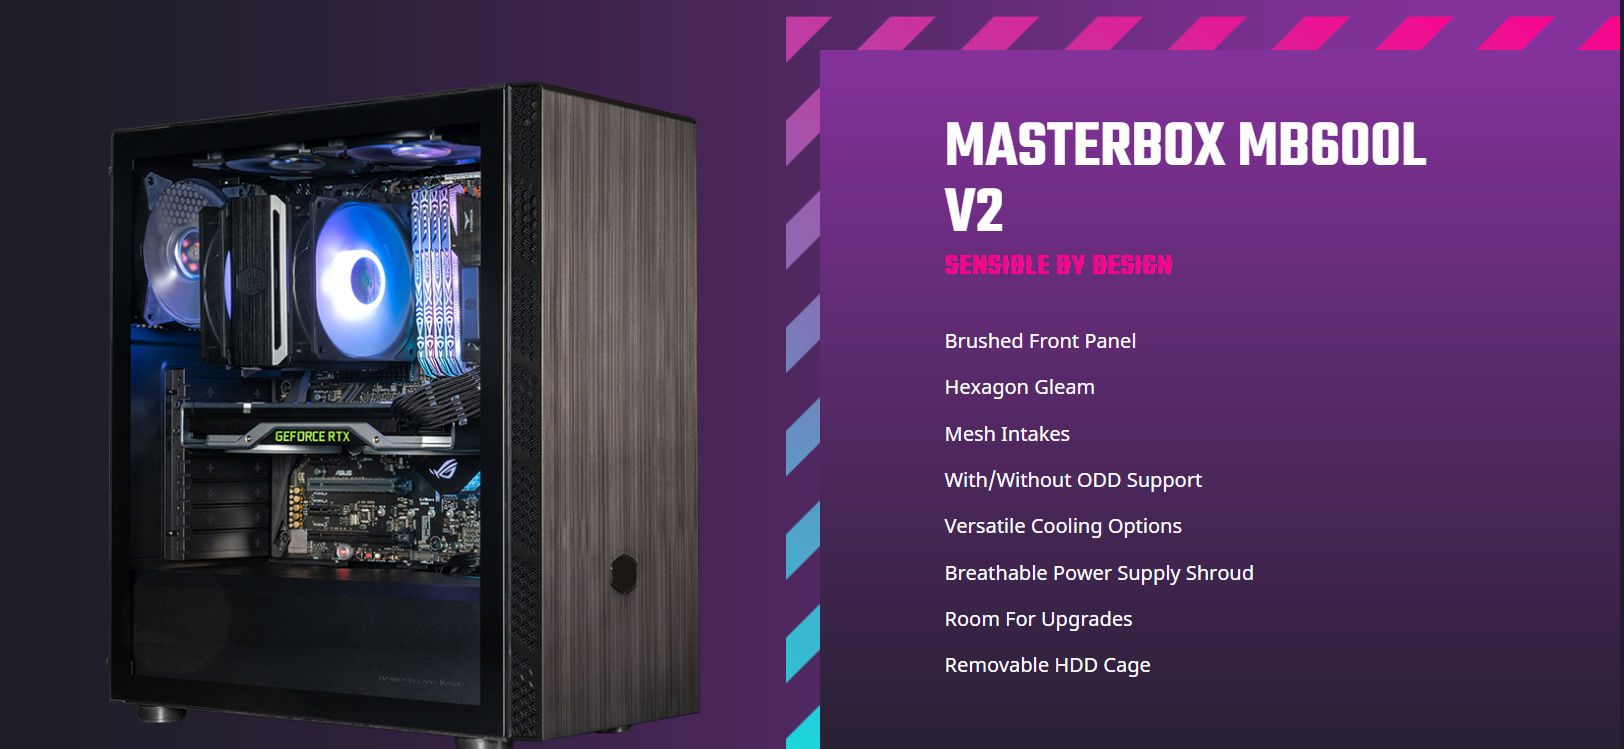 MASTERBOX MB600L
V2
SENSIBLE BY DESIGN
Brushed Front Panel
Hexagon Gleam
Mesh Intakes
With/Without ODD Support
Versatile Cooling Options
Breathable Power Supply Shroud
Room For Upgrades
Removable HDD Cage
GEFORCE RTX
ASUS